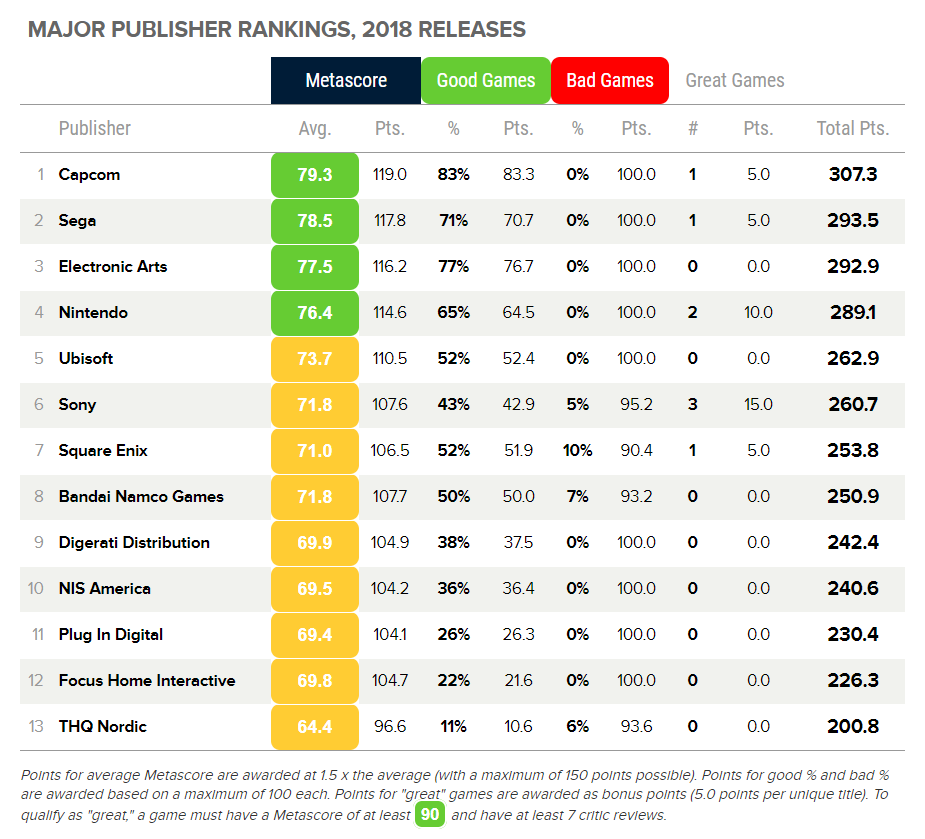 MAJOR PUBLISHER RANKINGS, 2018 RELEASES
Metascore Good Games Bad Games Great Games
Publisher Avg. Pts. % Pts. % Pts. # Pts. Total Pts.
1 Capcom 79.3 119.0 83% 83.3 0% 100.0 1 5.0 307.3
2 Sega 78.5 117.8 71% 70.7 0% 100.0 1 5.0 293.5
3 Electronic Arts 77.5 116.2 77% 76.7 0% 100.0 0 0.0 292.9
4 Nintendo 76.4 114.6 65% 64.5 0% 100.0 2 10.0 289.1
5 Ubisoft 73.7 110.5 52% 52.4 0% 100.0 0 0.0 262.9
6 Sony 71.8 107.6 43% 42.9 5% 95.2 3 15.0 260.7
7 Square Enix 71.0 106.5 52% 51.9 10% 90.4 1 5.0 253.8
8 Bandai Namco Games 71.8 107.7 50% 50.0 7% 93.2 0 0.0 250.9
9 Digerati Distribution 69.9 104.9 38% 37.5 0% 100.0 0 0.0 242.4
10 NIS America 69.5 104.2 36% 36.4 0% 100.0 0 0.0 240.6
11 Plug In Digital 69.4 104.1 26% 26.3 0% 100.0 0 0.0 230.4
12 Focus Home Interactive 69.8 104.7 22% 21.6 0% 100.0 0 0.0 226.3
13 THQ Nordic 64.4 96.6 11% 10.6 6% 93.6 0 0.0 200.8
Points for average Metascore are awarded at 1.5 x the average (with a maximum of 150 points possible). Points for good % and bad %
are awarded based on a maximum of 100 each. Points for "great" games are awarded as bonus points (5.0 points per unique title). To
qualify as "great," a game must have a Metascore of at least 90 and have at least 7 critic reviews.